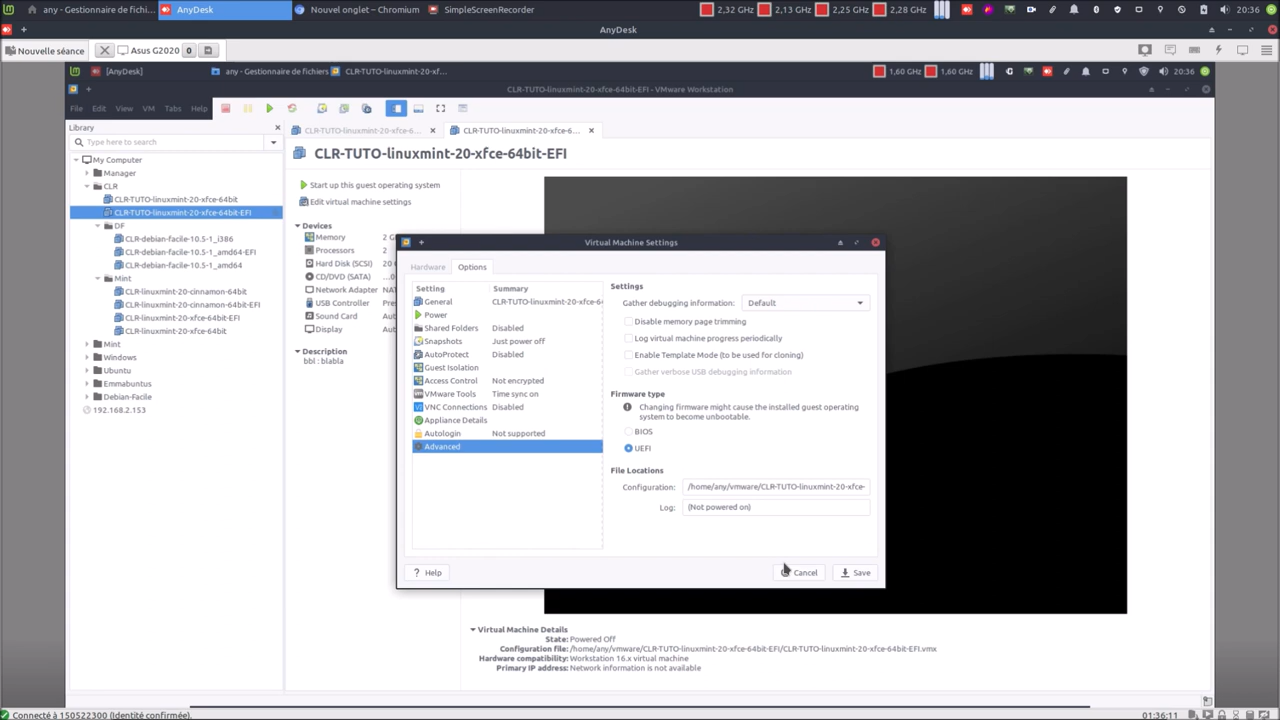 any - Gestionnaire de fichi...
AnyDesk
Nouvel onglet - Chromium
SimpleScreenRecorder
2,32 GHz
2,13 GHz
2,25 GHz
2,28 GHz
20:36
AnyDesk
Nouvelle séance
Asus G2020
0
[AnyDesk]
any - Gestionnaire de fichiers
CLR-TUTO-linuxmint-20-xf...
1,60 GHz
1,60 GHz
20:36
CLR-TUTO-linuxmint-20-xfce-64bit-EFI - VMware Workstation
File Edit View VM Tabs Help
Library
CLR-TUTO-linuxmint-20-xfce-6...
CLR-TUTO-linuxmint-20-xfce-6...
Type here to search
CLR-TUTO-linuxmint-20-xfce-64bit-EFI
My Computer
Manager
CLR
CLR-TUTO-linuxmint-20-xfce-64bit
CLR-TUTO-linuxmint-20-xfce-64bit-EFI
DF
CLR-debian-facile-10.5-1_i386
CLR-debian-facile-10.5-1_amd64-EFI
CLR-debian-facile-10.5-1_amd64
Mint
CLR-linuxmint-20-cinnamon-64bit
CLR-linuxmint-20-cinnamon-64bit-EFI
CLR-linuxmint-20-xfce-64bit-EFI
CLR-linuxmint-20-xfce-64bit
Mint
Windows
Ubuntu
Emmabuntus
Debian-Facile
192.168.2.153
Start up this guest operating system
Edit virtual machine settings
Devices
Memory 2 G
Processors 2
Hard Disk (SCSI) 20
CD/DVD (SATA) ...0
Network Adapter NAT
USB Controller Pres
Sound Card Aut
Display Aut
Description
bbl : blabla
Virtual Machine Settings
Hardware
Options
Setting Summary
General CLR-TUTO-linuxmint-20-xfce-6
Power
Shared Folders Disabled
Snapshots Just power off
AutoProtect Disabled
Guest Isolation
Access Control Not encrypted
VMware Tools Time sync on
VNC Connections Disabled
Appliance Details
Autologin Not supported
Advanced
Settings
Gather debugging information: Default
Disable memory page trimming
Log virtual machine progress periodically
Enable Template Mode (to be used for cloning)
Gather verbose USB debugging information
Firmware type
Changing firmware might cause the installed guest operating
system to become unbootable.
BIOS
UEFI
File Locations
Configuration: /home/any/vmware/CLR-TUTO-linuxmint-20-xfce-
Log: (Not powered on)
Help
Cancel
Save
Virtual Machine Details
State: Powered Off
Configuration file: /home/any/vmware/CLR-TUTO-linuxmint-20-xfce-64bit-EFI/CLR-TUTO-linuxmint-20-xfce-64bit-EFI.vmx
Hardware compatibility: Workstation 16.x virtual machine
Primary IP address: Network information is not available
Connecté à 150522300 (Identité confirmée).
01:36:11